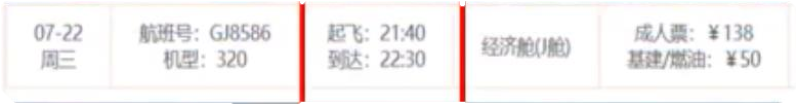 07-22
周三
航班号：GJ8586
机型：320
起飞：21:40
到达：22:30
经济舱(J舱)
成人票：￥138
基建/燃油：￥50